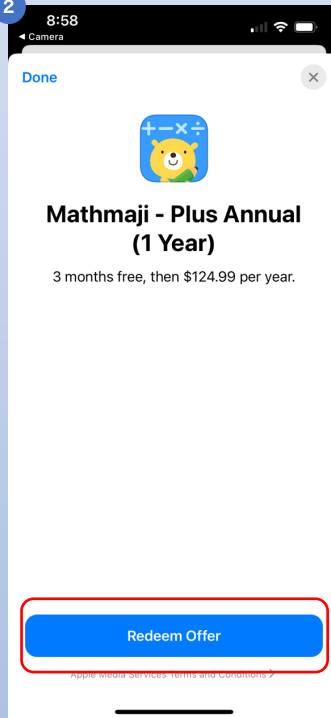 2
8:58
◄ Camera
Done
Mathmaji - Plus Annual
(1 Year)
3 months free, then $124.99 per year.
Redeem Offer
Apple Media Services Terms and Conditions >